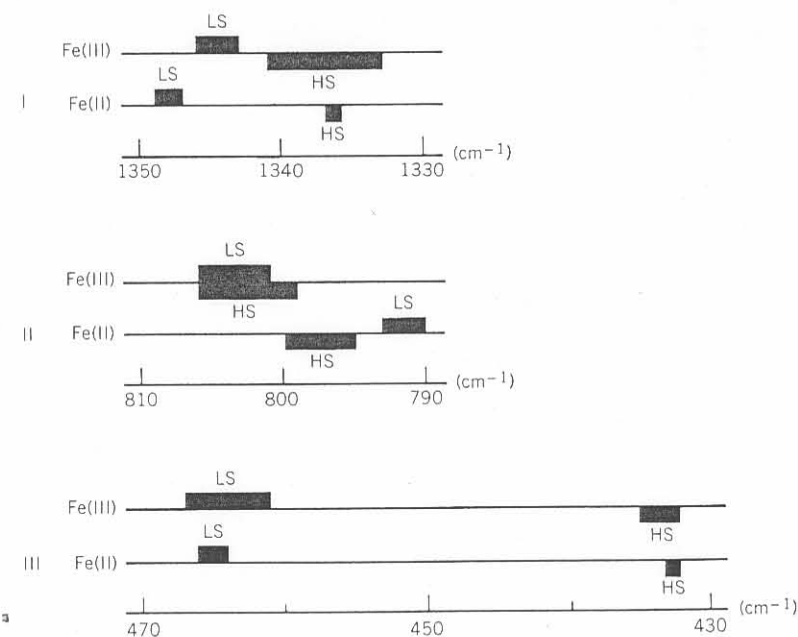 LS
Fe(III)
HS
LS
I Fe(II)
HS
(cm-1)
1350 1340 1330
LS
Fe(III)
HS
LS
II Fe(II)
HS
(cm-1)
810 800 790
LS
Fe(III)
HS
LS
III Fe(II)
HS
(cm-1)
470 450 430
a